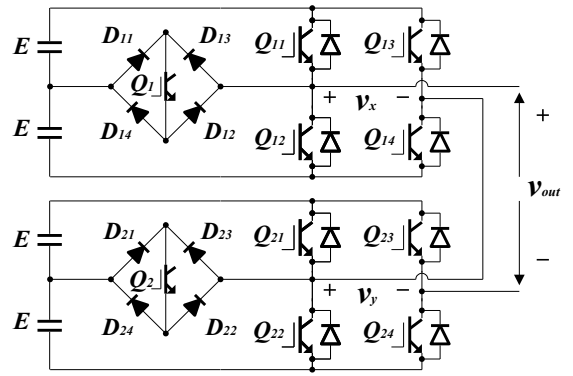 D11 D13 Q11 Q13
E Q1
+ vx −
E D14 D12 Q12 Q14
+
vout
−
D21 D23 Q21 Q23
E Q2
+ vy −
E D24 D22 Q22 Q24